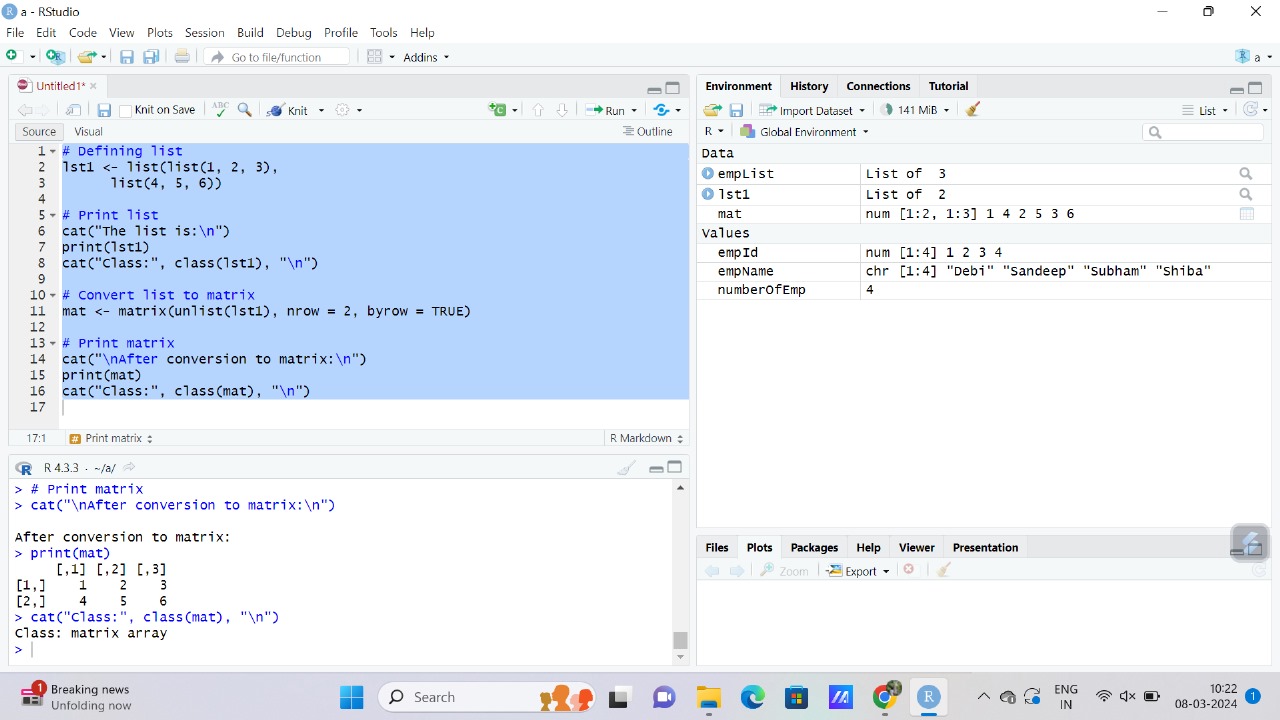 a - RStudio
File Edit Code View Plots Session Build Debug Profile Tools Help
Go to file/function Addins a
Untitled1*
Knit on Save ABC Knit Run
Source Visual Outline
1 # Defining list
2 lst1 <- list(list(1, 2, 3),
3 list(4, 5, 6))
4
5 # Print list
6 cat("The list is:\n")
7 print(lst1)
8 cat("Class:", class(lst1), "\n")
9
10 # Convert list to matrix
11 mat <- matrix(unlist(lst1), nrow = 2, byrow = TRUE)
12
13 # Print matrix
14 cat("\nAfter conversion to matrix:\n")
15 print(mat)
16 cat("Class:", class(mat), "\n")
17
17:1 # Print matrix R Markdown
R 4.3.3 · ~/a/
> # Print matrix
> cat("\nAfter conversion to matrix:\n")
After conversion to matrix:
> print(mat)
[,1] [,2] [,3]
[1,] 1 2 3
[2,] 4 5 6
> cat("Class:", class(mat), "\n")
Class: matrix array
>
Environment History Connections Tutorial
Import Dataset 141 MiB List
R Global Environment
Data
empList List of 3
lst1 List of 2
mat num [1:2, 1:3] 1 4 2 5 3 6
Values
empId num [1:4] 1 2 3 4
empName chr [1:4] "Debi" "Sandeep" "Subham" "Shiba"
numberOfEmp 4
Files Plots Packages Help Viewer Presentation
Zoom Export
1 Breaking news
Unfolding now
Search
R
ENG
IN
10:22
08-03-2024
1